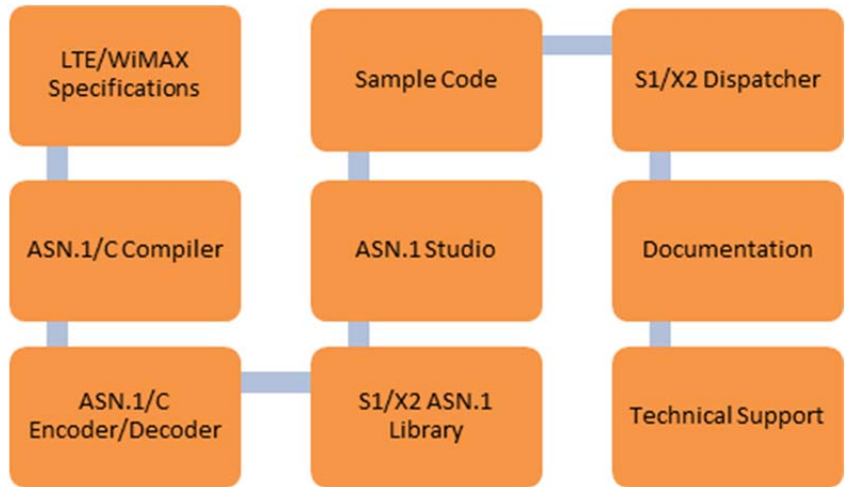 LTE/WiMAX
Specifications
ASN.1/C Compiler
ASN.1/C
Encoder/Decoder
S1/X2 ASN.1
Library
ASN.1 Studio
Sample Code
S1/X2 Dispatcher
Documentation
Technical Support